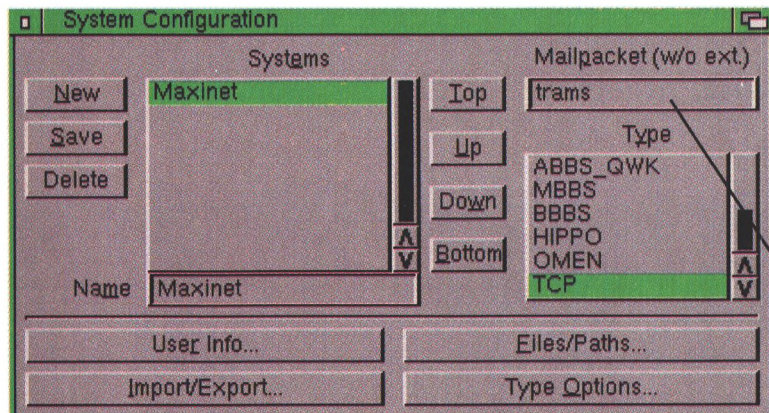 System Configuration
Systems
Mailpacket (w/o ext.)
New
Maxinet
Top
trams
Save
Up
Type
Delete
ABBS_QWK
MBBS
Down
BBBS
HIPPO
Bottom
OMEN
TCP
Name
Maxinet
User Info...
Files/Paths...
Import/Export...
Type Options...